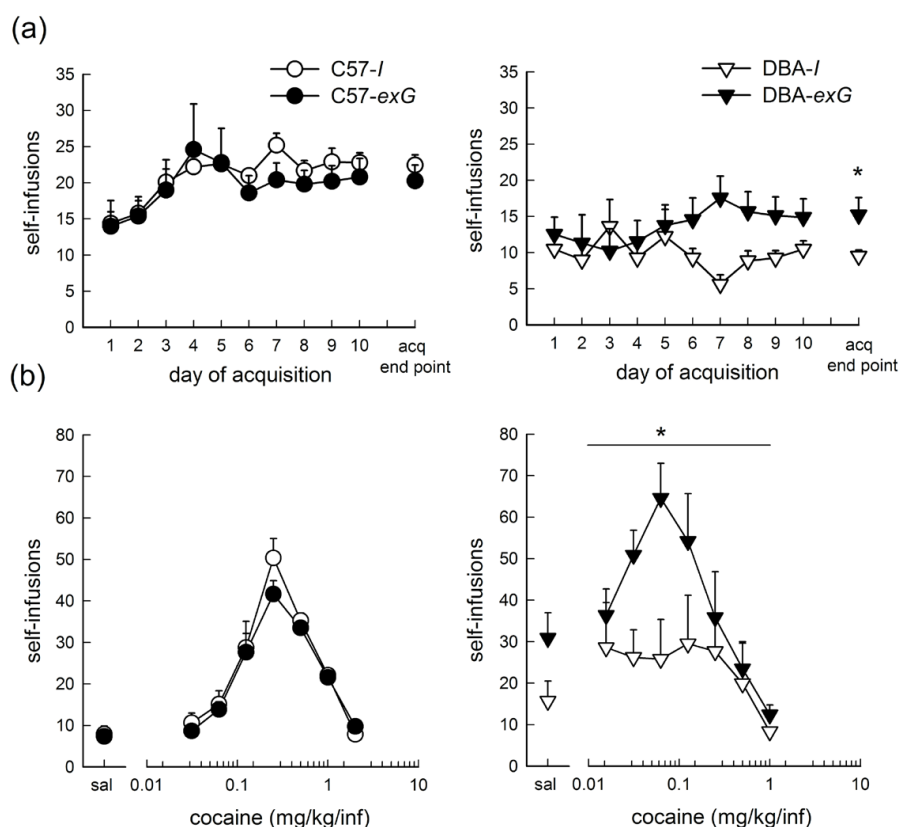 (a)
C57-I
C57-exG
35
30
25
20
15
10
5
0
self-infusions
1 2 3 4 5 6 7 8 9 10 acq
end point
day of acquisition
DBA-I
DBA-exG
35
30
25
20
15
10
5
0
self-infusions
*
1 2 3 4 5 6 7 8 9 10 acq
end point
day of acquisition
(b)
80
70
60
50
40
30
20
10
0
self-infusions
sal 0.01 0.1 1 10
cocaine (mg/kg/inf)
80
70
60
50
40
30
20
10
0
self-infusions
*
sal 0.01 0.1 1 10
cocaine (mg/kg/inf)